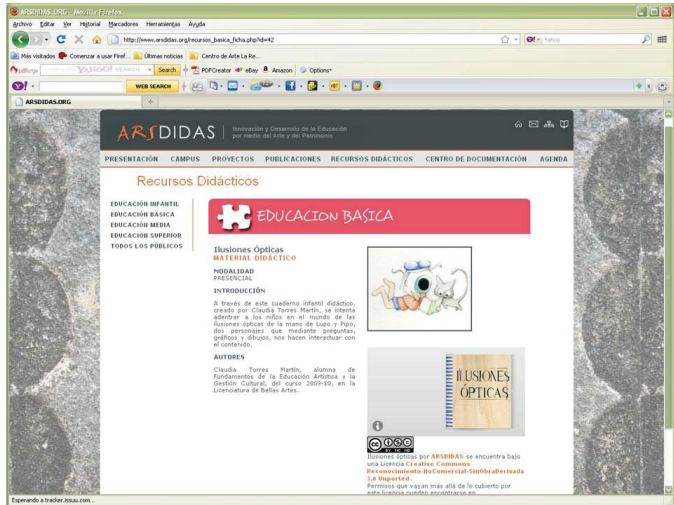 ARSDIDAS.ORG - Mozilla Firefox
Archivo Editar Ver Historial Marcadores Herramientas Ayuda
http://www.arsdidas.org/recursos_basica_ficha.php?id=42
Yahoo
Más visitados Comenzar a usar Firef... Últimas noticias Centro de Arte La Re...
pdfforge YAHOO! SEARCH Search PDFCreator eBay Amazon Options
WEB SEARCH
ARSDIDAS.ORG
ARSDIDAS Innovación y Desarrollo de la Educación
por medio del Arte y del Patrimonio
PRESENTACIÓN CAMPUS PROYECTOS PUBLICACIONES RECURSOS DIDÁCTICOS CENTRO DE DOCUMENTACIÓN AGENDA
Recursos Didácticos
EDUCACIÓN INFANTIL
EDUCACIÓN BÁSICA
EDUCACIÓN MEDIA
EDUCACIÓN SUPERIOR
TODOS LOS PÚBLICOS
EDUCACION BASICA
Ilusiones Ópticas
MATERIAL DIDÁCTICO
MODALIDAD
PRESENCIAL
INTRODUCCIÓN
A través de este cuaderno infantil didáctico,
creado por Claudia Torres Martín, se intenta
adentrar a los niños en el mundo de las
ilusiones ópticas de la mano de Lupo y Pipo,
dos personajes que mediante preguntas,
gráficos y dibujos, nos hacen interactuar con
el contenido.
AUTORES
Claudia Torres Martín, alumna de
Fundamentos de la Educación Artística y la
Gestión Cultural, del curso 2009-10, en la
Licenciatura de Bellas Artes.
ILUSIONES
ÓPTICAS
BY NC ND
Ilusiones ópticas por ARSDIDAS se encuentra bajo
una Licencia Creative Commons
Reconocimiento-NoComercial-SinObraDerivada
3.0 Unported.
Permisos que vayan más allá de lo cubierto por
esta licencia pueden encontrarse en
Esperando a tracker.issuu.com...